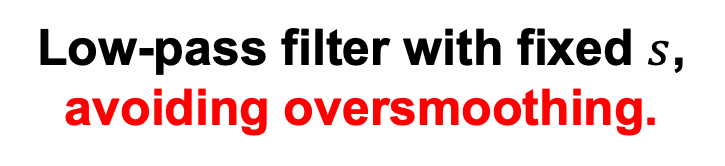 Low-pass filter with fixed s,
avoiding oversmoothing.